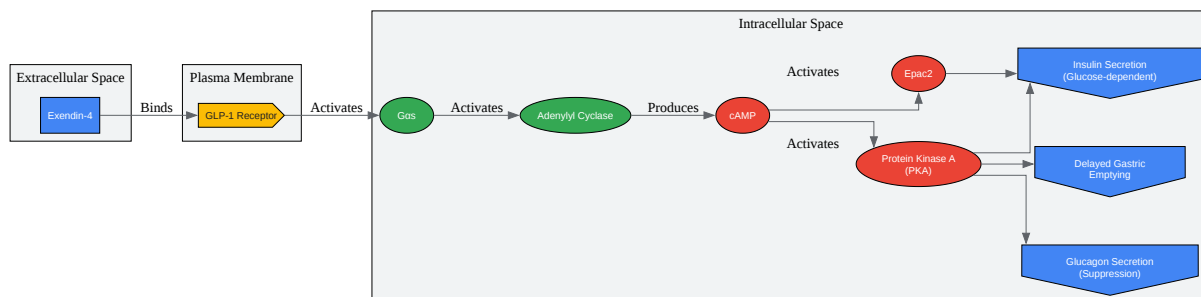 Intracellular Space
Extracellular Space
Plasma Membrane
Exendin-4
Binds
GLP-1 Receptor
Activates
Gαs
Activates
Adenylyl Cyclase
Produces
cAMP
Activates
Activates
Epac2
Protein Kinase A
(PKA)
Insulin Secretion
(Glucose-dependent)
Delayed Gastric
Emptying
Glucagon Secretion
(Suppression)